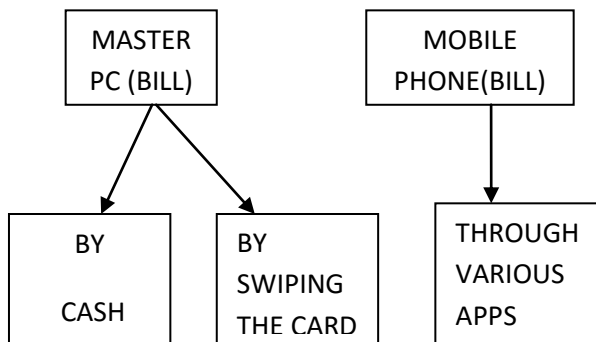 MASTER
PC (BILL)
MOBILE
PHONE(BILL)
BY
CASH
BY
SWIPING
THE CARD
THROUGH
VARIOUS
APPS